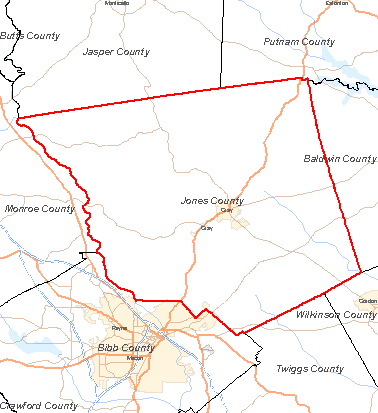 Monticello
Eatonton
Butts County
Putnam County
Jasper County
Baldwin County
Jones County
Gray
Monroe County
Gray
Gordon
Wilkinson County
Payne
Bibb County
Macon
Twiggs County
Crawford County